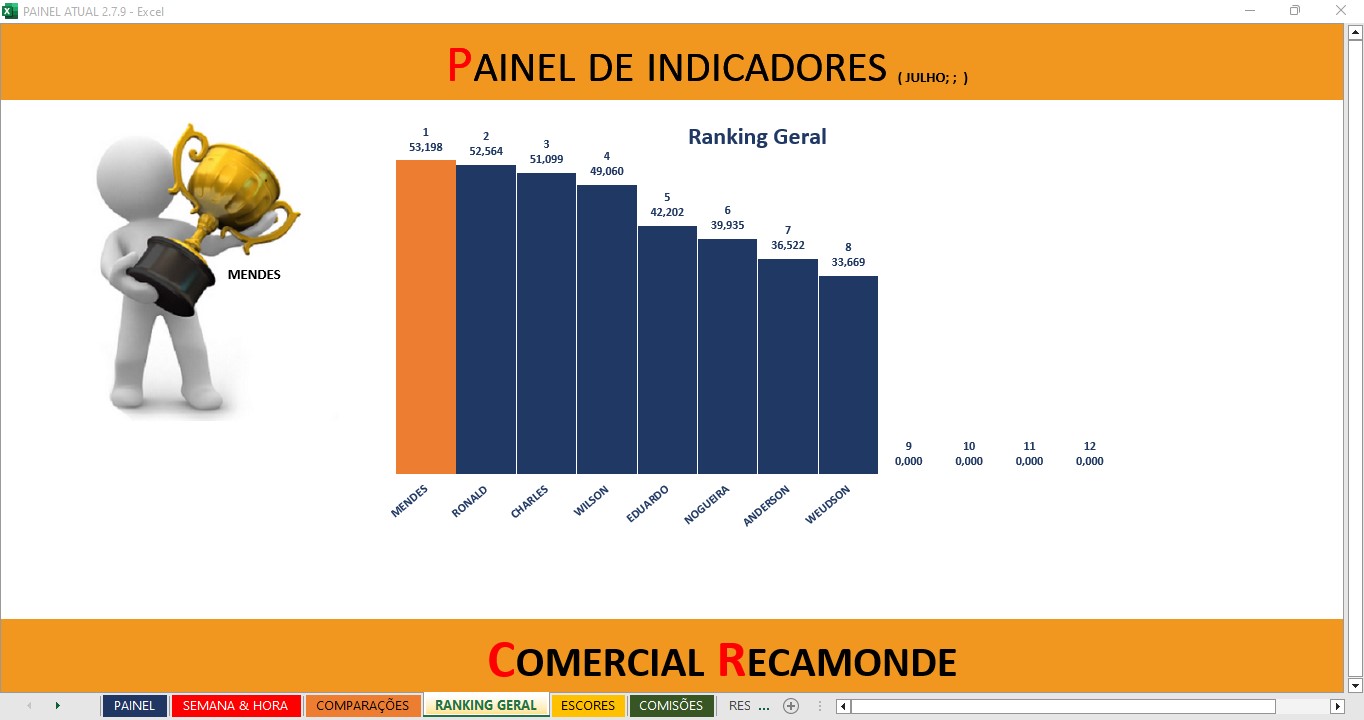 PAINEL ATUAL 2.7.9 - Excel
PAINEL DE INDICADORES ( JULHO; ; )
Ranking Geral
1
53,198
2
52,564
3
51,099
4
49,060
5
42,202
6
39,935
7
36,522
8
33,669
9
0,000
10
0,000
11
0,000
12
0,000
MENDES
MENDES
RONALD
CHARLES
WILSON
EDUARDO
NOGUEIRA
ANDERSON
WEUDSON
COMERCIAL RECAMONDE
PAINEL SEMANA & HORA COMPARAÇÕES RANKING GERAL ESCORES COMISÕES RES ...